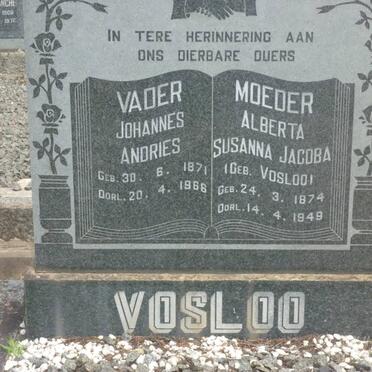 IN TERE HERINNERING AAN
ONS DIERBARE OUERS
VADER
JOHANNES
ANDRIES
GEB. 30. 6. 1871
OORL. 20. 4. 1966
MOEDER
ALBERTA
SUSANNA JACOBA
(GEB. VOSLOO)
GEB. 24. 3. 1874
OORL. 14. 4. 1949
VOSLOO